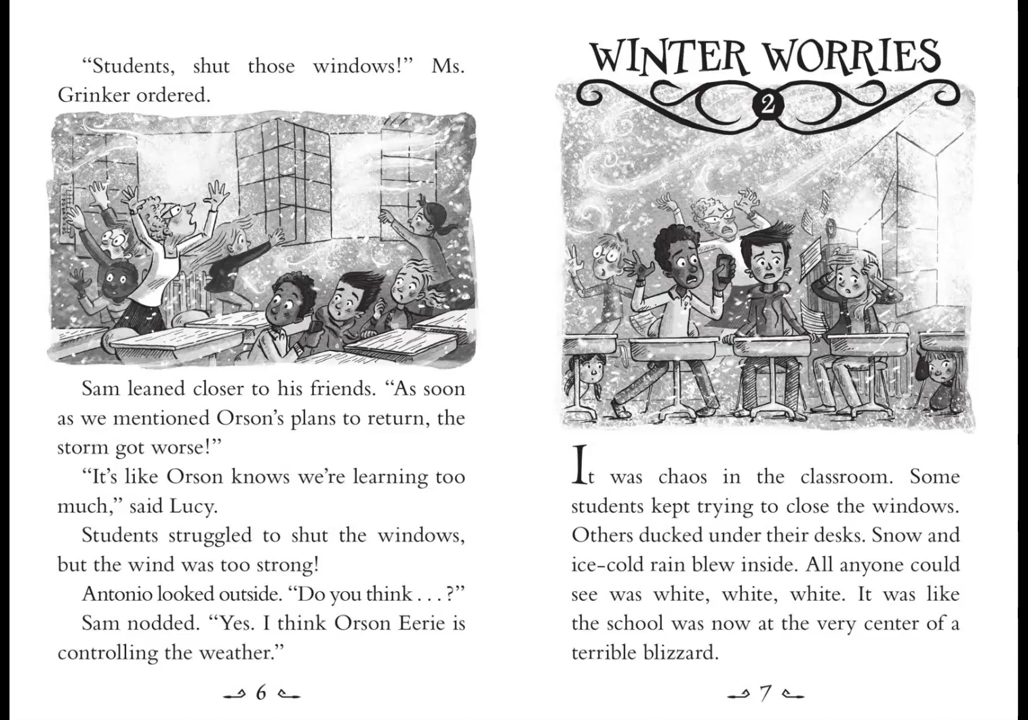 “Students, shut those windows!” Ms.
Grinker ordered.
Sam leaned closer to his friends. “As soon
as we mentioned Orson’s plans to return, the
storm got worse!”
“It’s like Orson knows we’re learning too
much,” said Lucy.
Students struggled to shut the windows,
but the wind was too strong!
Antonio looked outside. “Do you think . . . ?”
Sam nodded. “Yes. I think Orson Eerie is
controlling the weather.”
6
WINTER WORRIES
2
It was chaos in the classroom. Some
students kept trying to close the windows.
Others ducked under their desks. Snow and
ice-cold rain blew inside. All anyone could
see was white, white, white. It was like
the school was now at the very center of a
terrible blizzard.
7